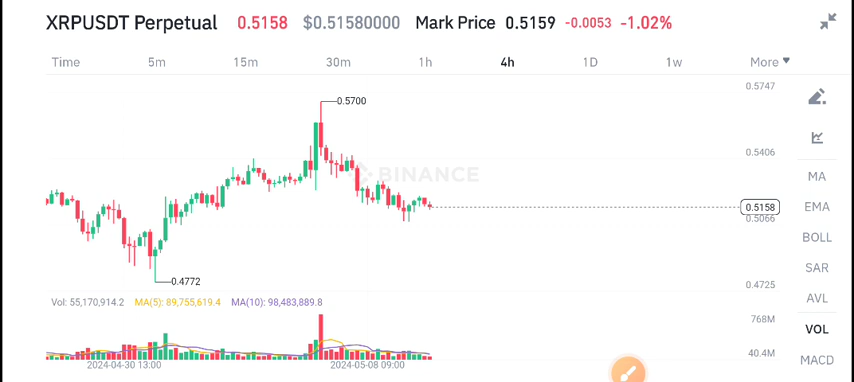 XRPUSDT Perpetual 0.5158 $0.51580000 Mark Price 0.5159 -0.0053 -1.02%
Time 5m 15m 30m 1h 4h 1D 1w More
0.5747
0.5700
0.5406
BINANCE
MA
0.5158
EMA
0.5066
BOLL
SAR
0.4772
0.4725
AVL
Vol: 55,170,914.2 MA(5): 89,755,619.4 MA(10): 98,483,889.8
768M
VOL
40.4M
MACD
2024-04-30 13:00 2024-05-08 09:00